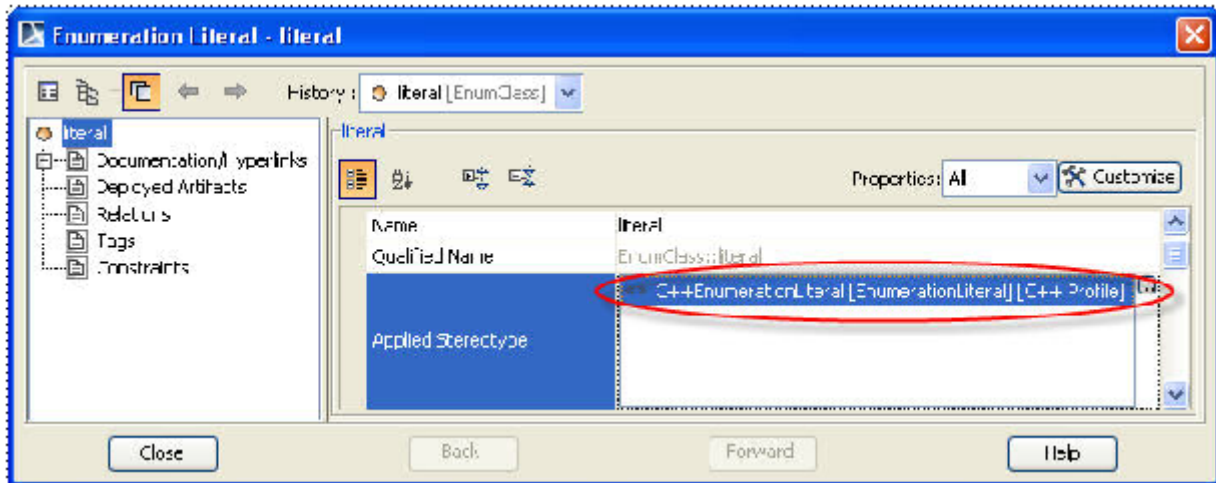 Enumeration Literal - literal
History : literal [EnumClass]
literal
Documentation/Hyperlinks
Deployed Artifacts
Relations
Tags
Constraints
literal
Properties: All
Customize
Name literal
Qualified Name EnumClass::literal
Applied Stereotype C++EnumerationLiteral [EnumerationLiteral] [C++ Profile]
Close Back Forward Help